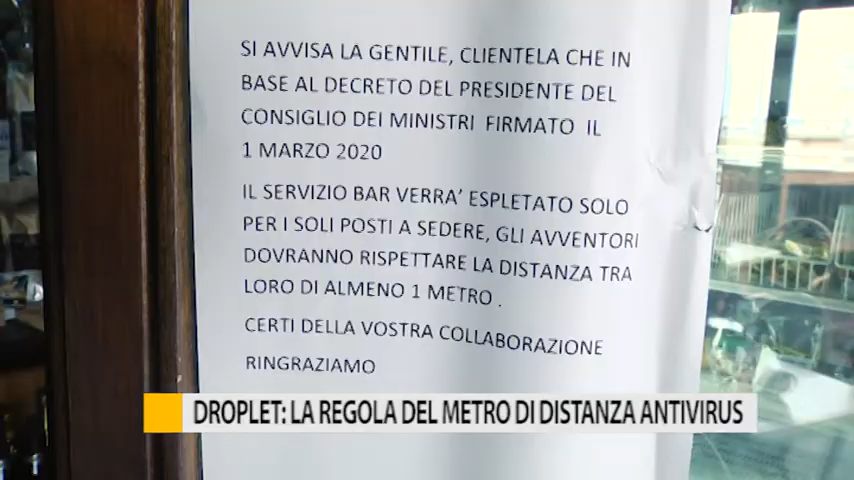 SI AVVISA LA GENTILE, CLIENTELA CHE IN
BASE AL DECRETO DEL PRESIDENTE DEL
CONSIGLIO DEI MINISTRI FIRMATO IL
1 MARZO 2020
IL SERVIZIO BAR VERRA' ESPLETATO SOLO
PER I SOLI POSTI A SEDERE, GLI AVVENTORI
DOVRANNO RISPETTARE LA DISTANZA TRA
LORO DI ALMENO 1 METRO .
CERTI DELLA VOSTRA COLLABORAZIONE
RINGRAZIAMO
DROPLET: LA REGOLA DEL METRO DI DISTANZA ANTIVIRUS